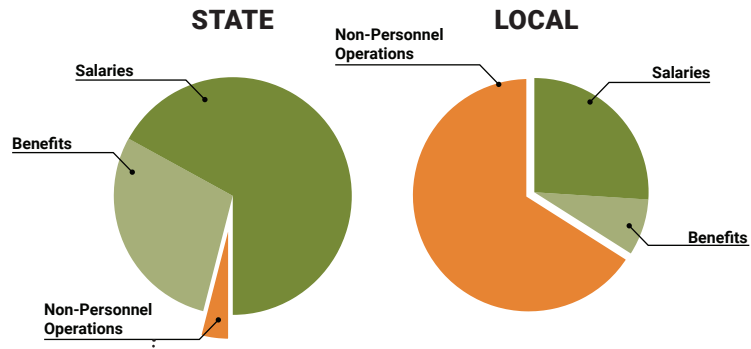 STATE
Salaries
Benefits
Non-Personnel
Operations
LOCAL
Non-Personnel
Operations
Salaries
Benefits